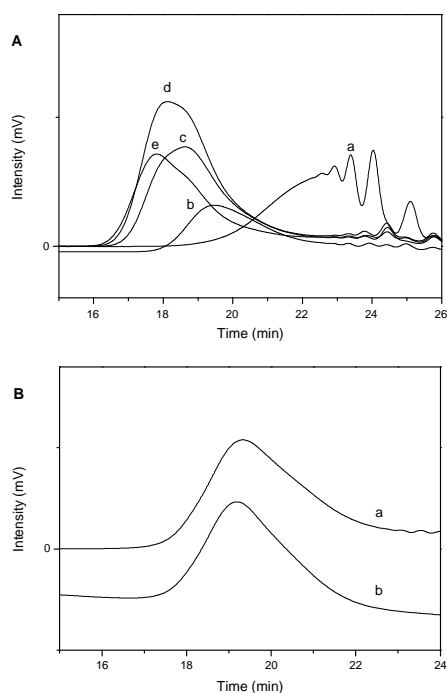 A
Intensity (mV)
d
e
c
b
a
0
16 18 20 22 24 26
Time (min)
B
Intensity (mV)
a
b
0
16 18 20 22 24
Time (min)